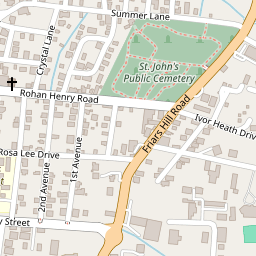 Summer Lane
Crystal Lane
St. John's
Public Cemetery
Rohan Henry Road
Friars Hill Road
Ivor Heath Drive
Rosa Lee Drive
1st Avenue
2nd Avenue
Street